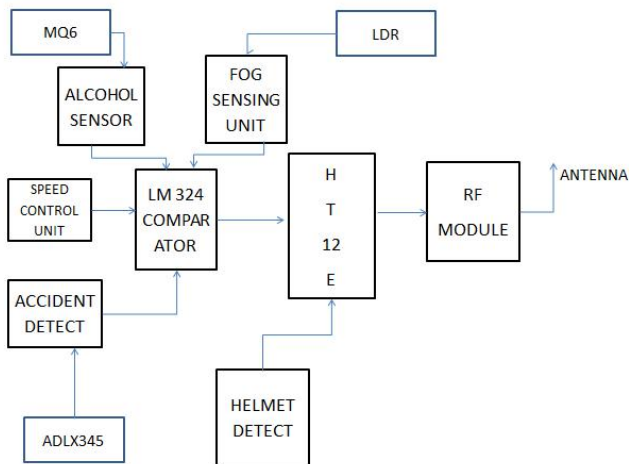 MQ6
LDR
ALCOHOL
SENSOR
FOG
SENSING
UNIT
SPEED
CONTROL
UNIT
LM 324
COMPAR
ATOR
H
T
12
E
RF
MODULE
ANTENNA
ACCIDENT
DETECT
HELMET
DETECT
ADLX345